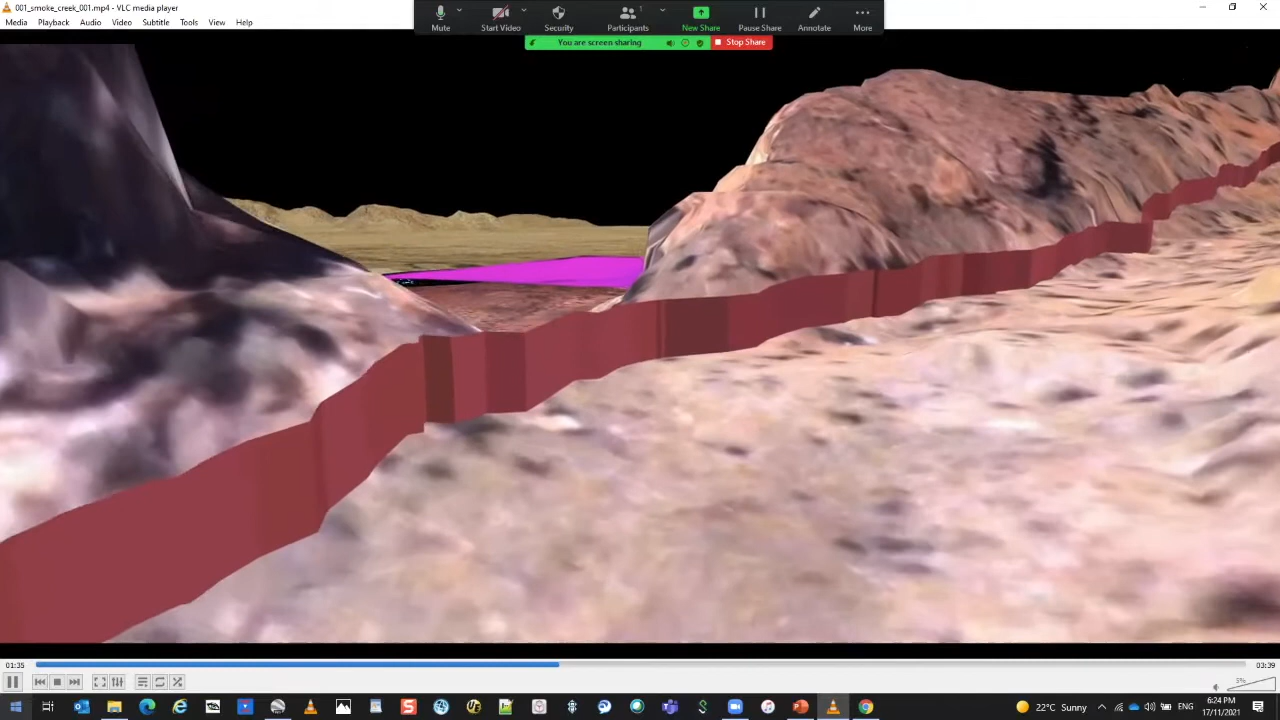 001_smoke_creek_001.mp4 - VLC media player
Media Playback Audio Video Subtitle Tools View Help
Mute Start Video Security Participants 1 New Share Pause Share Annotate More
You are screen sharing Stop Share
01:35 03:39
3%
22°C Sunny ENG 6:24 PM
17/11/2021